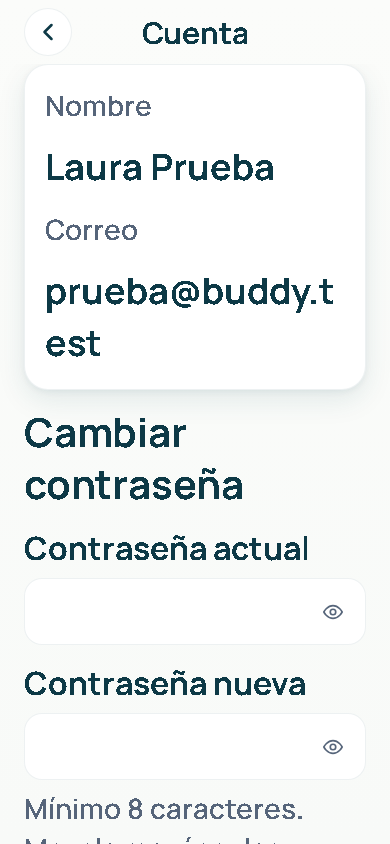 Cuenta
Nombre
Laura Prueba
Correo
prueba@buddy.t
est
Cambiar
contraseña
Contraseña actual
Contraseña nueva
Mínimo 8 caracteres.